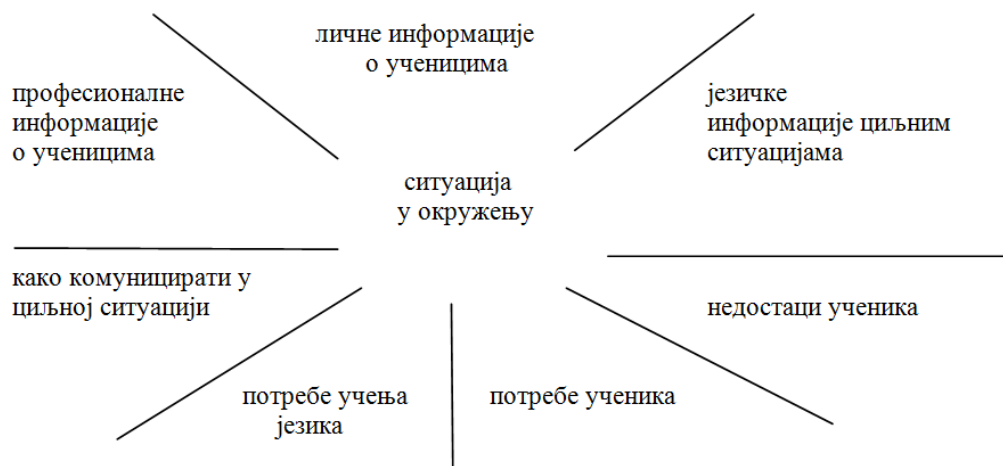 личне информације
о ученицима
професионалне
информације
о ученицима
језичке
информације циљним
ситуацијама
ситуација
у окружењу
како комуницирати у
циљној ситуацији
недостаци ученика
потребе учења
језика
потребе ученика